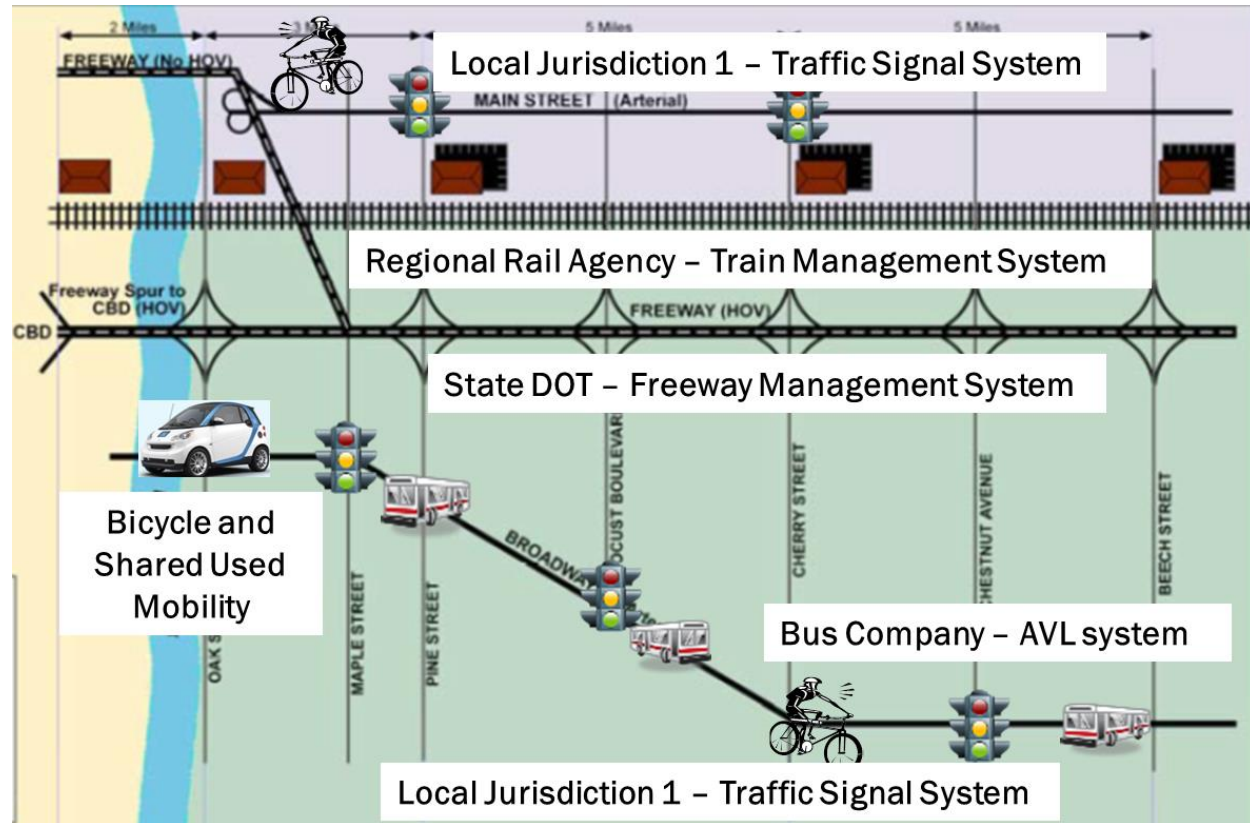 2 Miles
3 Miles
5 Miles
5 Miles
FREEWAY (No HOV)
Local Jurisdiction 1 – Traffic Signal System
MAIN STREET (Arterial)
Regional Rail Agency – Train Management System
Freeway Spur to
CBD (HOV)
FREEWAY (HOV)
CBD
State DOT – Freeway Management System
Bicycle and
Shared Used
Mobility
BROADWAY
OAK
MAPLE STREET
PINE STREET
CHERRY STREET
CHESTNUT AVENUE
BEECH STREET
Bus Company – AVL system
Local Jurisdiction 1 – Traffic Signal System